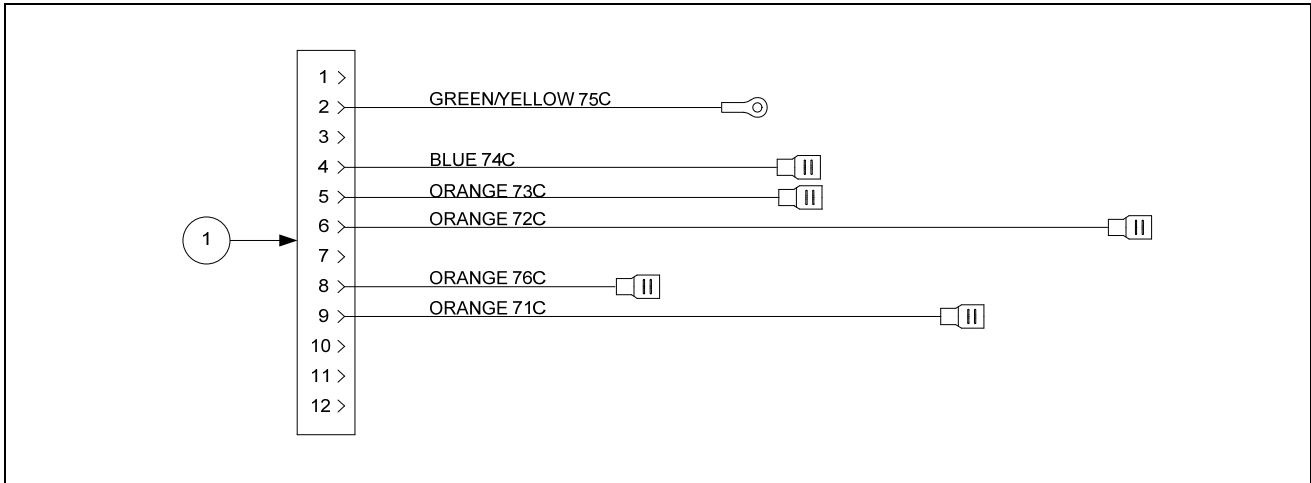 1
2 GREEN/YELLOW 75C
3
4 BLUE 74C
5 ORANGE 73C
6 ORANGE 72C
1
7
8 ORANGE 76C
9 ORANGE 71C
10
11
12